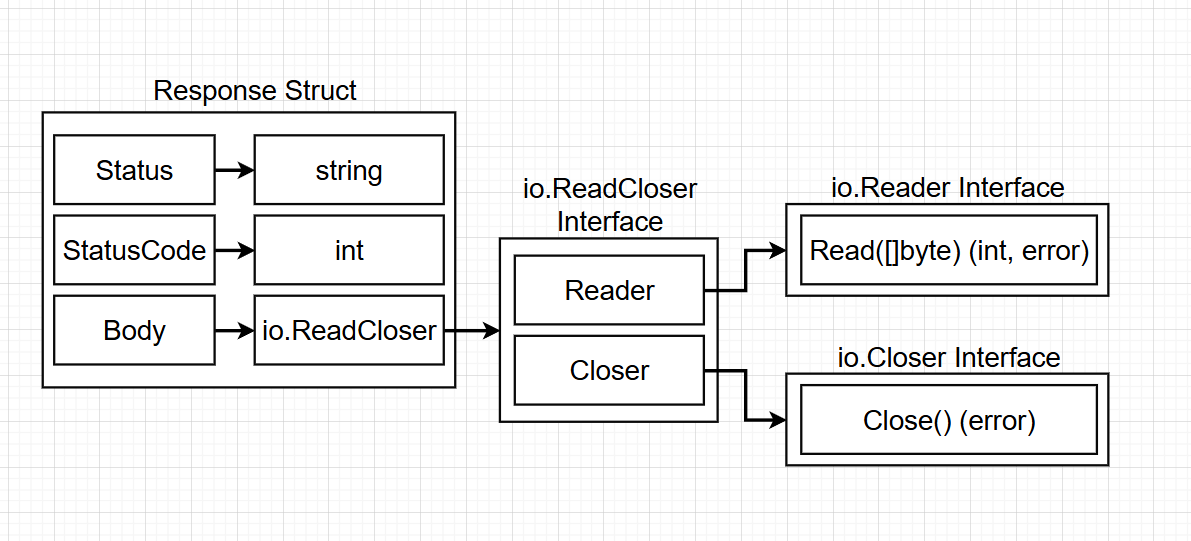 Response Struct
Status
string
StatusCode
int
Body
io.ReadCloser
io.ReadCloser
Interface
Reader
Closer
io.Reader Interface
Read([]byte) (int, error)
io.Closer Interface
Close() (error)